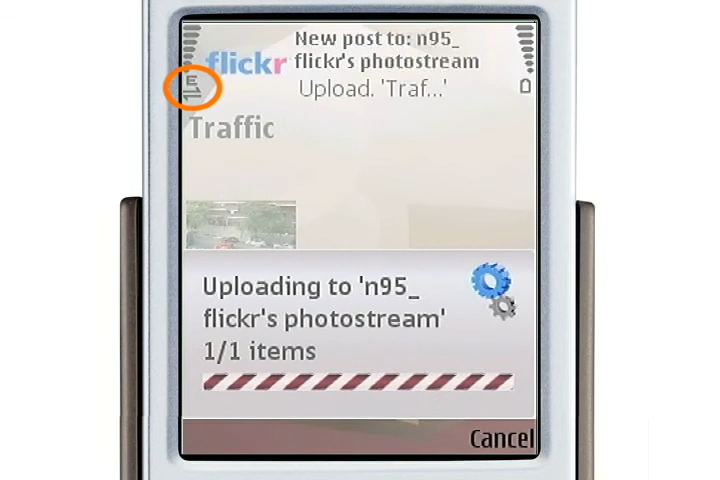 New post to: n95_
flickr's photostream
flickr
Upload. 'Traf...'
E
Traffic
Uploading to 'n95_
flickr's photostream'
1/1 items
Cancel